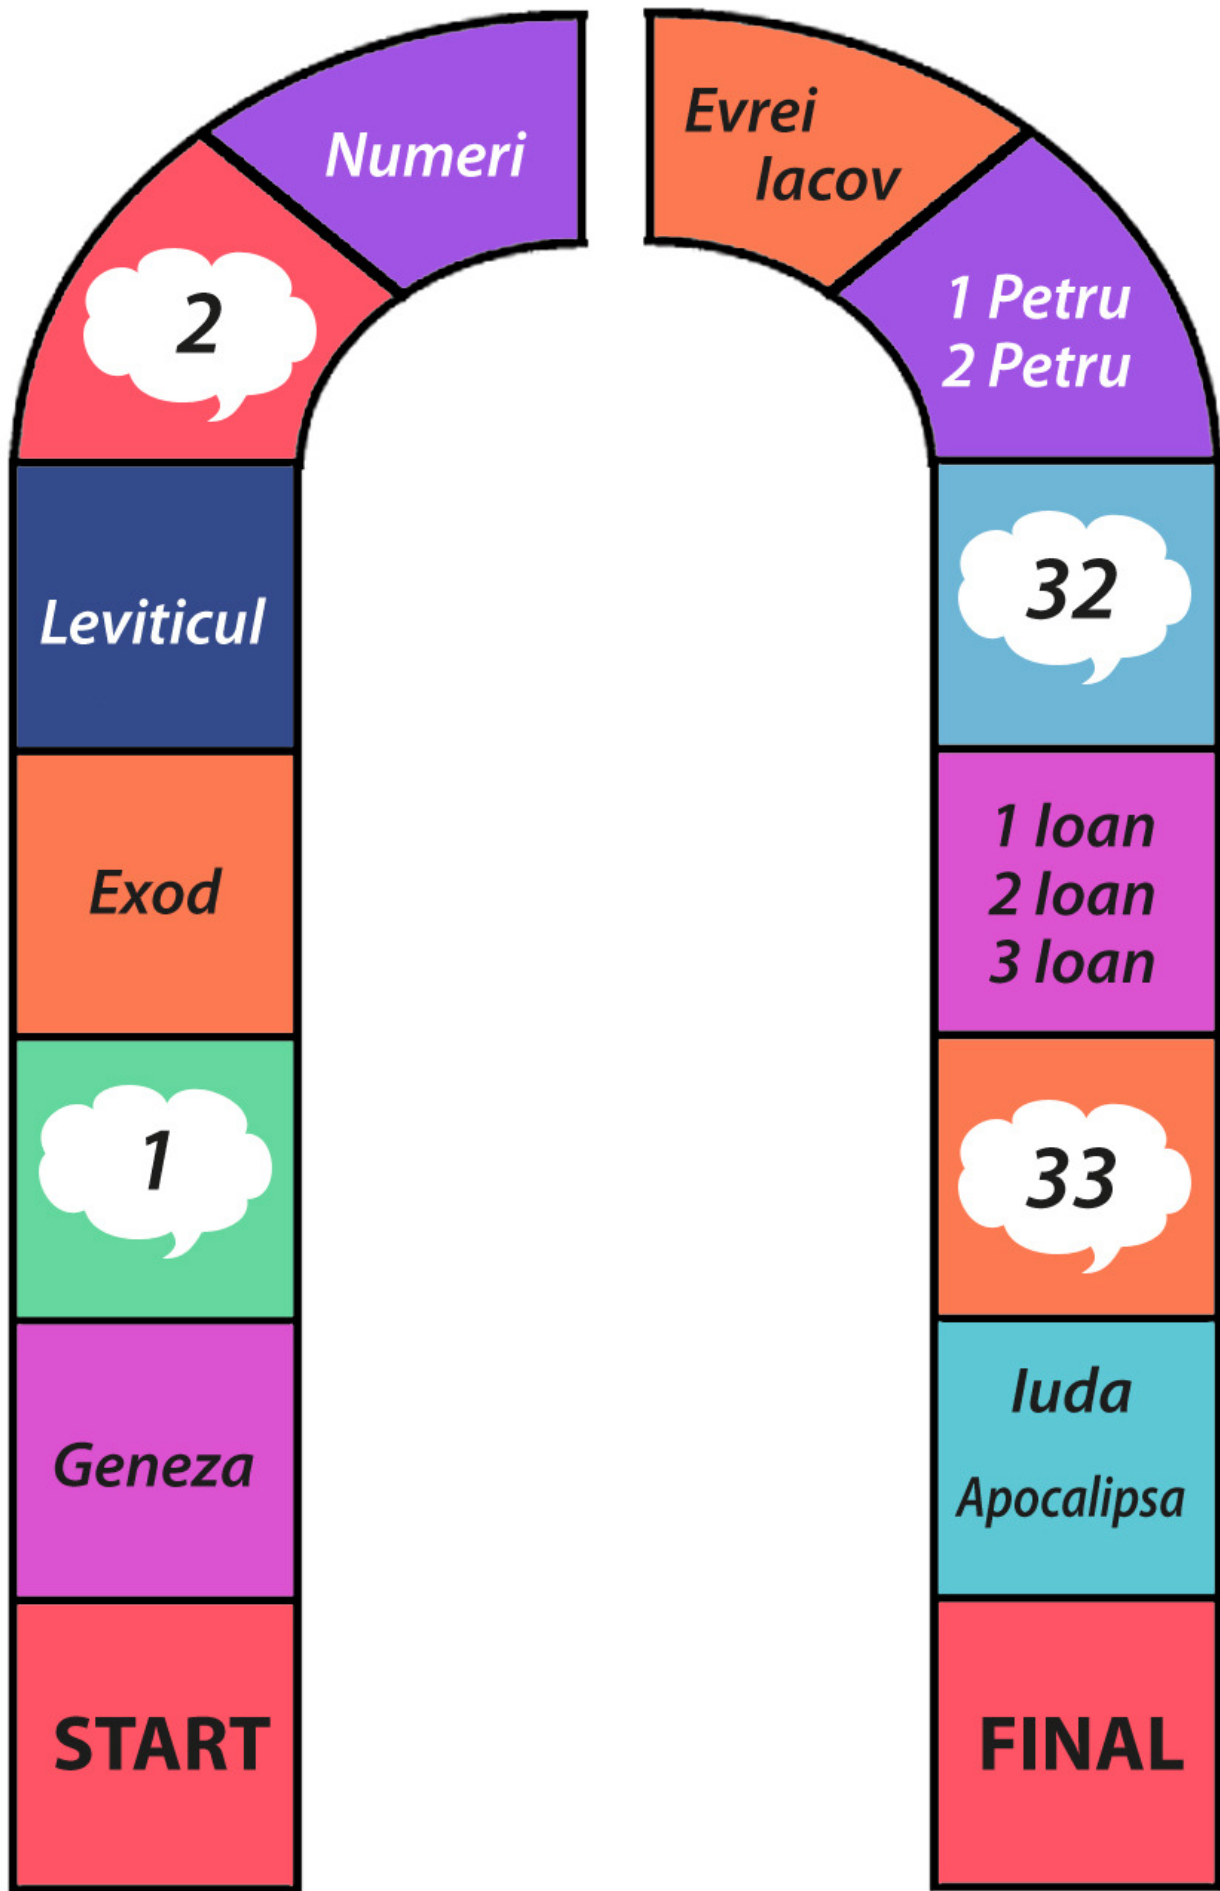 Numeri
2
Leviticul
Exod
1
Geneza
START
Evrei
Iacov
1 Petru
2 Petru
32
1 Ioan
2 Ioan
3 Ioan
33
Iuda
Apocalipsa
FINAL